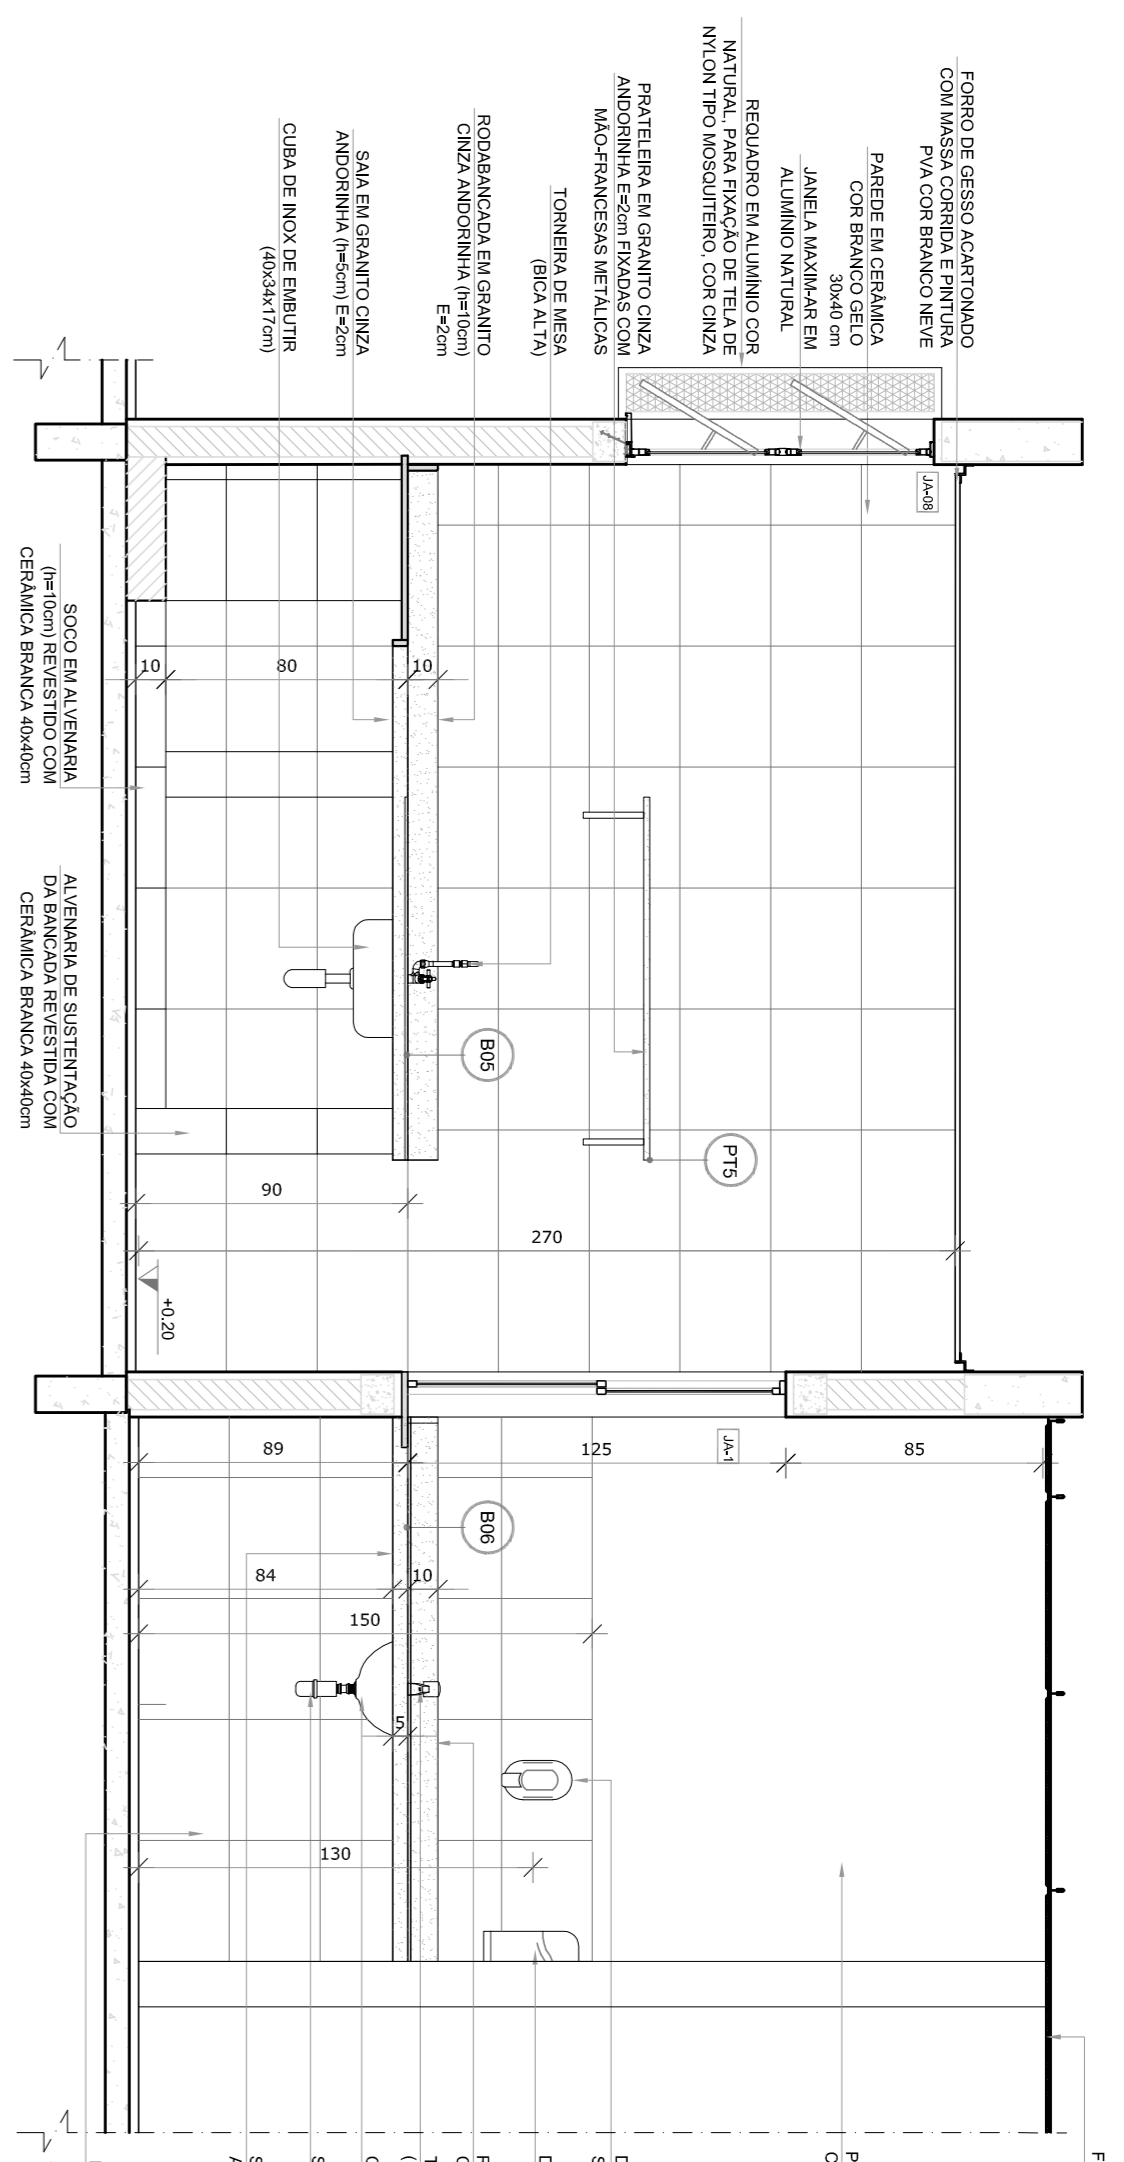 FORRO DE GESSO ACARTONADO
COM MASSA CORRIDA E PINTURA
PVA COR BRANCO NEVE
PAREDE EM CERÂMICA
COR BRANCO GELO
30x40 cm
JANELA MAXIM-AR EM
ALUMÍNIO NATURAL
REQUADRO EM ALUMÍNIO COR
NATURAL, PARA FIXAÇÃO DE TELA DE
NYLON TIPO MOSQUITEIRO, COR CINZA
PRATELEIRA EM GRANITO CINZA
ANDORINHA E=2cm FIXADAS COM
MÃO-FRANCESAS METÁLICAS
TORNEIRA DE MESA
(BICA ALTA)
RODABANCADA EM GRANITO
CINZA ANDORINHA (h=10cm)
E=2cm
SAIA EM GRANITO CINZA
ANDORINHA (h=5cm) E=2cm
CUBA DE INOX DE EMBUTIR
(40x34x17cm)
JA-08
SOCO EM ALVENARIA
(h=10cm) REVESTIDO COM
CERÂMICA BRANCA 40x40cm
10
80
10
ALVENARIA DE SUSTENTAÇÃO
DA BANCADA REVESTIDA COM
CERÂMICA BRANCA 40x40cm
B05
PT5
90
270
+0.20
89
125
85
JA-1
B06
84
10
150
5
130